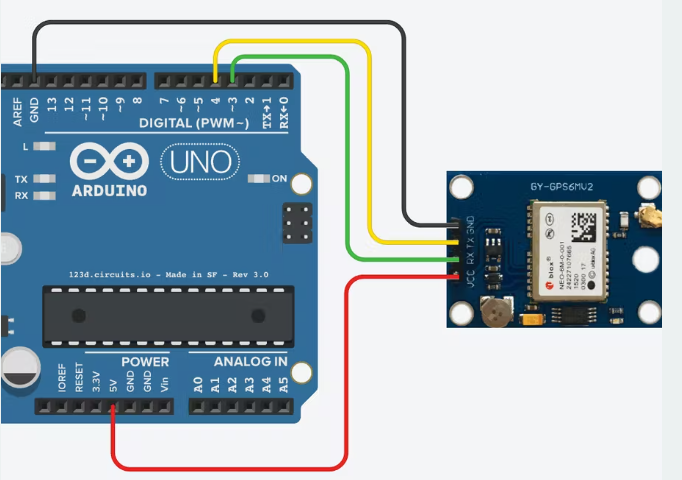 AREF
GND
13
12
~11
~10
~9
8
7
~6
~5
4
~3
2
TX→1
RX←0
DIGITAL (PWM~)
L
TX
RX
UNO
ARDUINO
ON
GY-GPS6MV2
GND
TX
RX
VCC
blox
NEO-6M-0-001
123d.circuits.io - Made in SF - Rev 3.0
POWER
ANALOG IN
IOREF
RESET
3.3V
5V
GND
GND
Vin
A0
A1
A2
A3
A4
A5